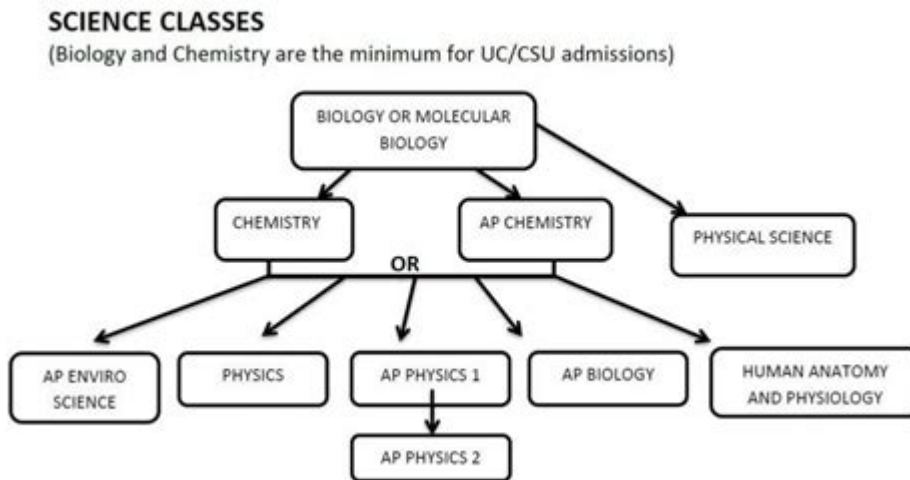 SCIENCE CLASSES
(Biology and Chemistry are the minimum for UC/CSU admissions)
BIOLOGY OR MOLECULAR
BIOLOGY
CHEMISTRY
AP CHEMISTRY
PHYSICAL SCIENCE
OR
AP ENVIRO
SCIENCE
PHYSICS
AP PHYSICS 1
AP BIOLOGY
HUMAN ANATOMY
AND PHYSIOLOGY
AP PHYSICS 2